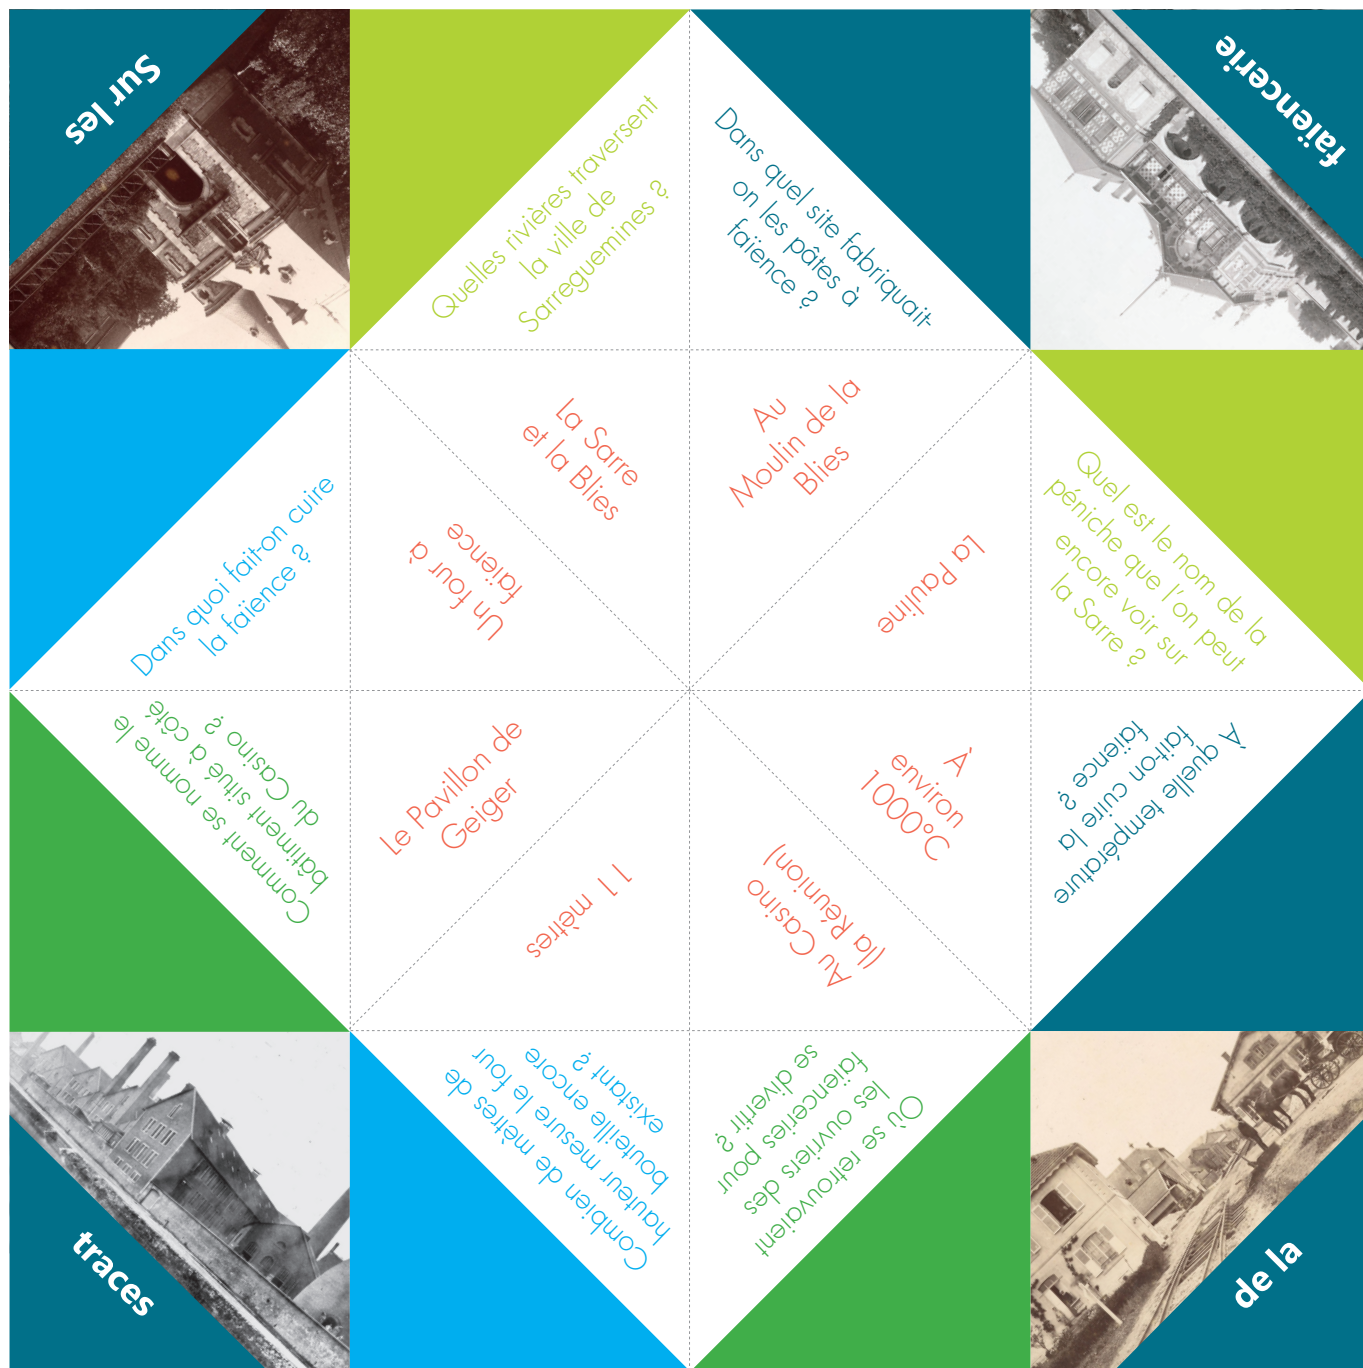 Sur les
traces
de la
faïencerie
Quelles rivières traversent
la ville de
Sarreguemines ?
Dans quel site fabriquait-
on les pâtes à
faïence ?
La Sarre
et la Blies
Au
Moulin de la
Blies
Dans quoi fait-on cuire
la faïence ?
Un four à
faïence
La Pauline
Quel est le nom de la
péniche que l'on peut
encore voir sur
la Sarre ?
Comment se nomme le
bâtiment situé à côté
du Casino ?
Le Pavillon de
Geiger
À
environ
1000°C
À quelle température
fait-on cuire la
faïence ?
11 mètres
Au Casino
(la Réunion)
Combien de mètres de
hauteur mesure le four
bouteille encore
existant ?
Où se retrouvaient
les ouvriers des
faïenceries pour
se divertir ?